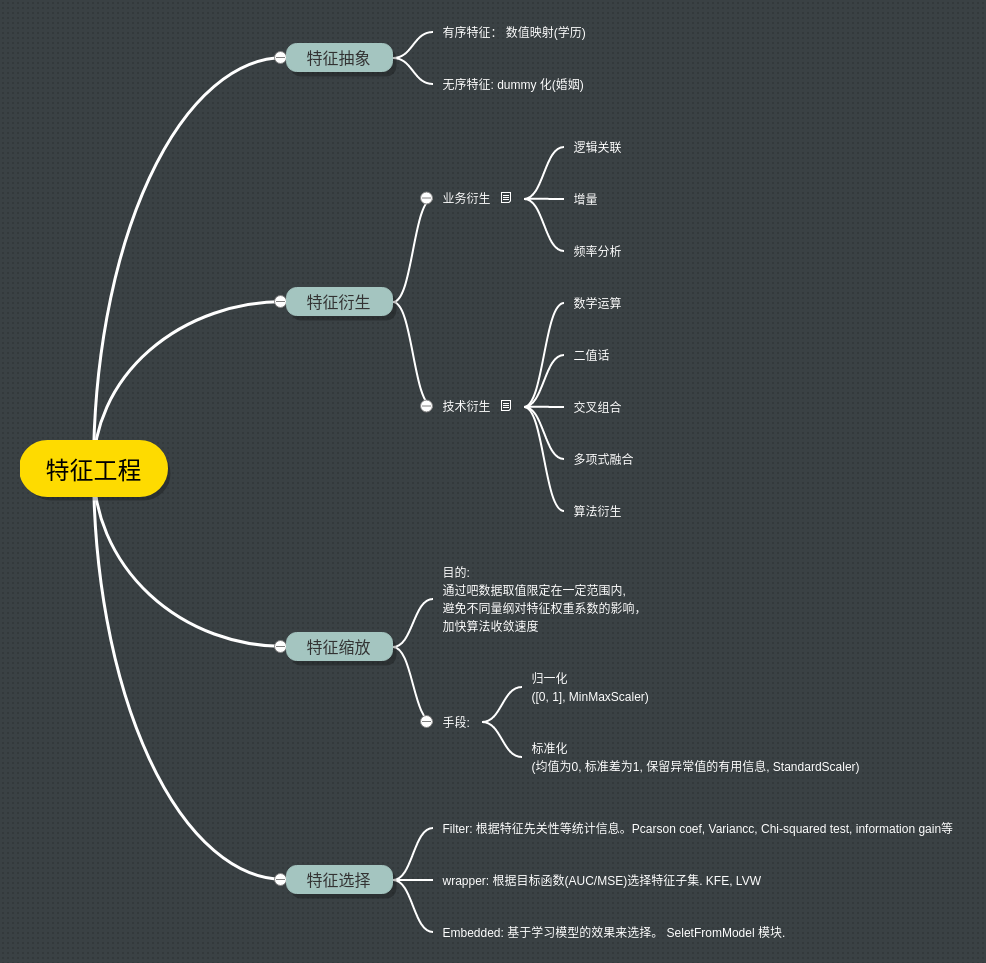 特征工程
特征抽象
有序特征： 数值映射(学历)
无序特征: dummy 化(婚姻)
特征衍生
业务衍生
逻辑关联
增量
频率分析
技术衍生
数学运算
二值话
交叉组合
多项式融合
算法衍生
特征缩放
目的:
通过吧数据取值限定在一定范围内,
避免不同量纲对特征权重系数的影响，
加快算法收敛速度
手段:
归一化
([0, 1], MinMaxScaler)
标准化
(均值为0, 标准差为1, 保留异常值的有用信息, StandardScaler)
特征选择
Filter: 根据特征先关性等统计信息。Pcarson coef, Variancc, Chi-squared test, information gain等
wrapper: 根据目标函数(AUC/MSE)选择特征子集. KFE, LVW
Embedded: 基于学习模型的效果来选择。 SeletFromModel 模块.